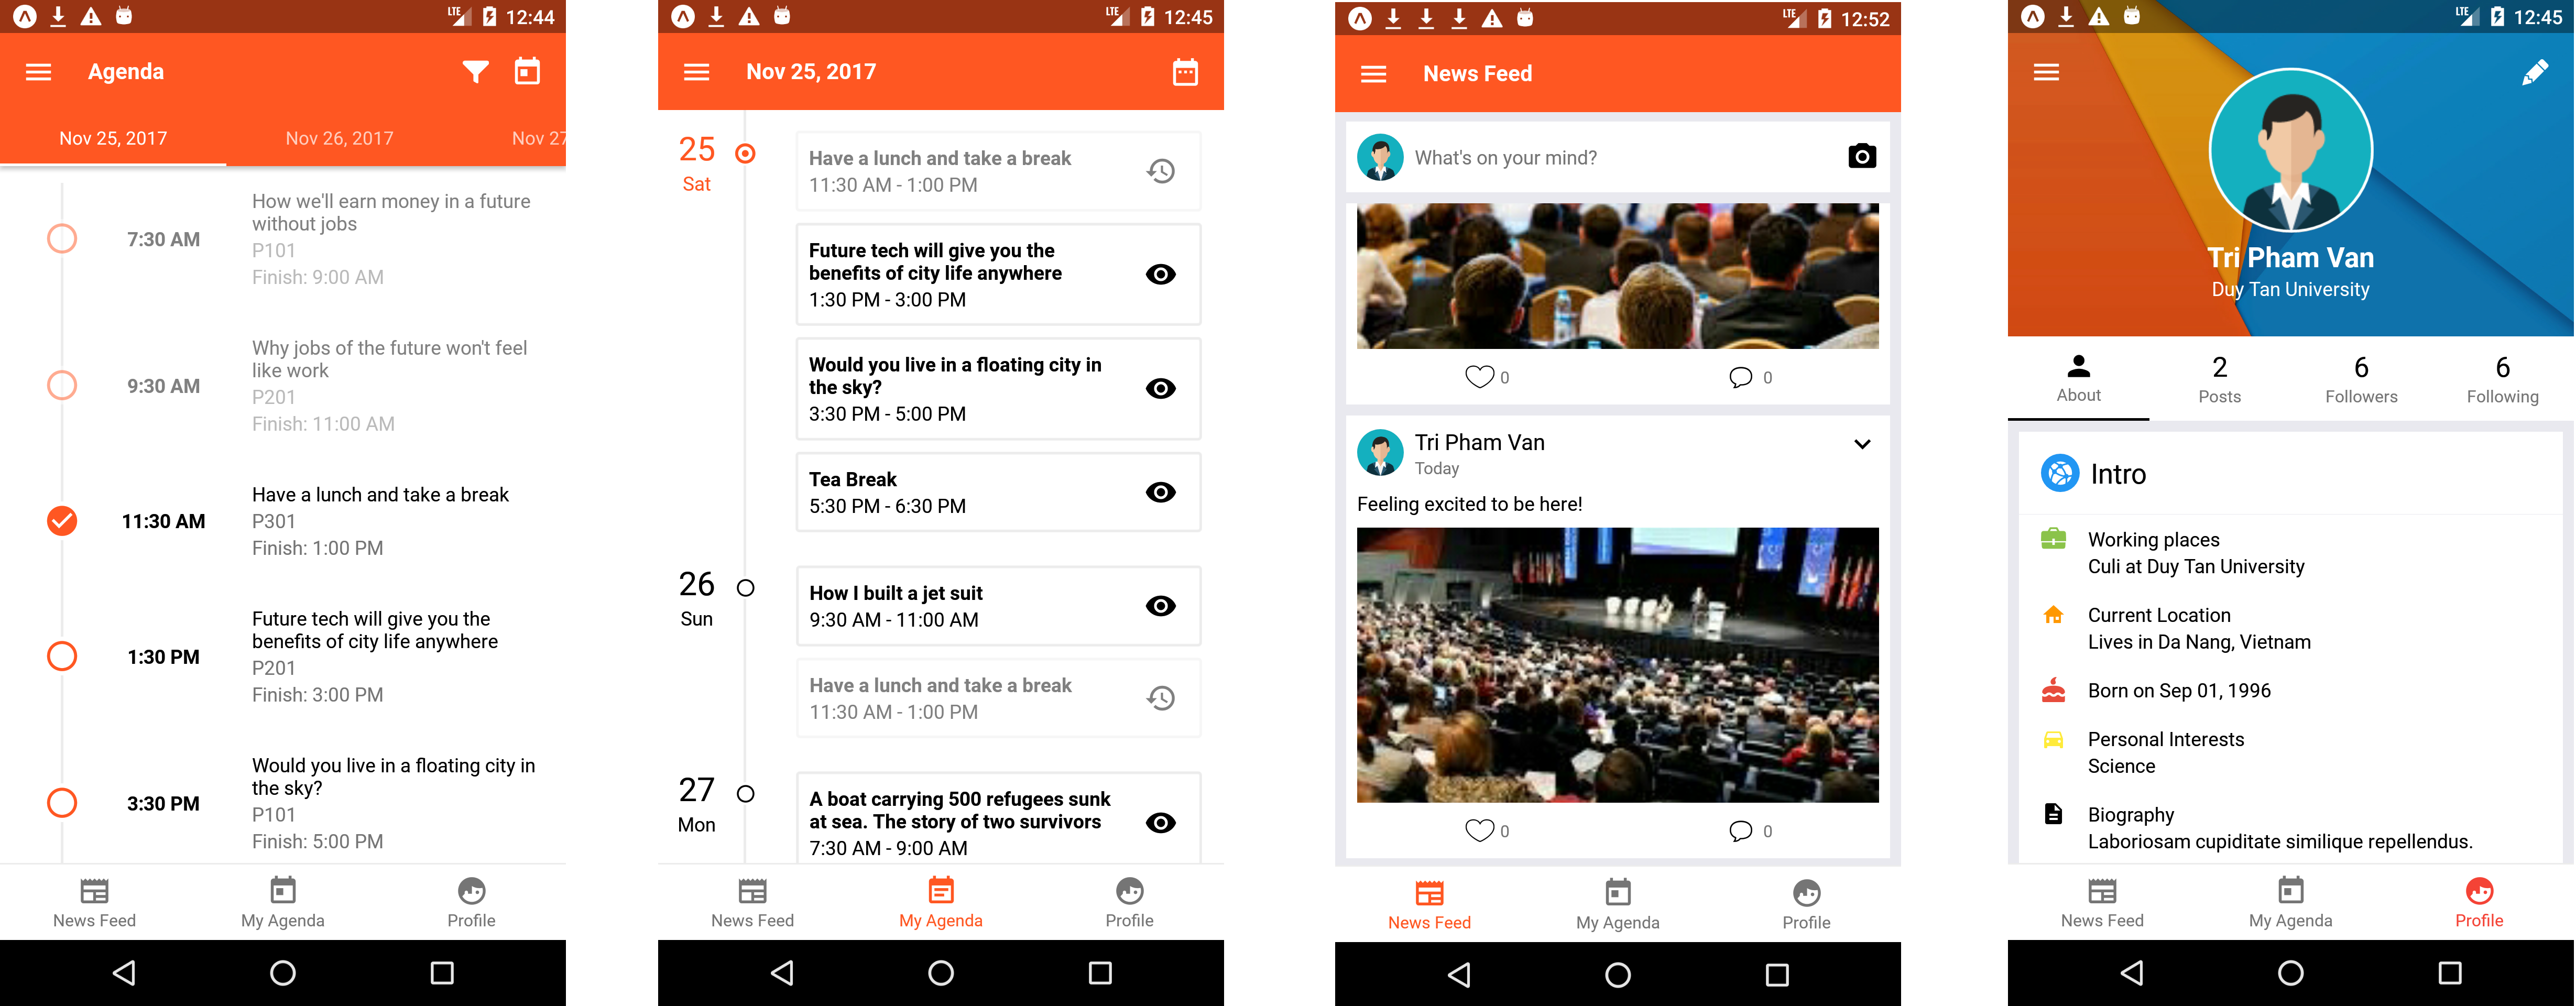 LTE 12:44
Agenda
Nov 25, 2017 Nov 26, 2017 Nov 27
How we'll earn money in a future
without jobs
7:30 AM
P101
Finish: 9:00 AM
Why jobs of the future won't feel
like work
9:30 AM
P201
Finish: 11:00 AM
Have a lunch and take a break
11:30 AM
P301
Finish: 1:00 PM
Future tech will give you the
benefits of city life anywhere
1:30 PM
P201
Finish: 3:00 PM
Would you live in a floating city in
the sky?
3:30 PM
P101
Finish: 5:00 PM
News Feed My Agenda Profile
LTE 12:45
Nov 25, 2017
25
Sat
Have a lunch and take a break
11:30 AM - 1:00 PM
Future tech will give you the
benefits of city life anywhere
1:30 PM - 3:00 PM
Would you live in a floating city in
the sky?
3:30 PM - 5:00 PM
Tea Break
5:30 PM - 6:30 PM
26
Sun
How I built a jet suit
9:30 AM - 11:00 AM
Have a lunch and take a break
11:30 AM - 1:00 PM
27
Mon
A boat carrying 500 refugees sunk
at sea. The story of two survivors
7:30 AM - 9:00 AM
News Feed My Agenda Profile
LTE 12:52
News Feed
What's on your mind?
0 0
Tri Pham Van
Today
Feeling excited to be here!
0 0
News Feed My Agenda Profile
LTE 12:45
Tri Pham Van
Duy Tan University
2 6 6
About Posts Followers Following
Intro
Working places
Culi at Duy Tan University
Current Location
Lives in Da Nang, Vietnam
Born on Sep 01, 1996
Personal Interests
Science
Biography
Laboriosam cupiditate similique repellendus.
News Feed My Agenda Profile